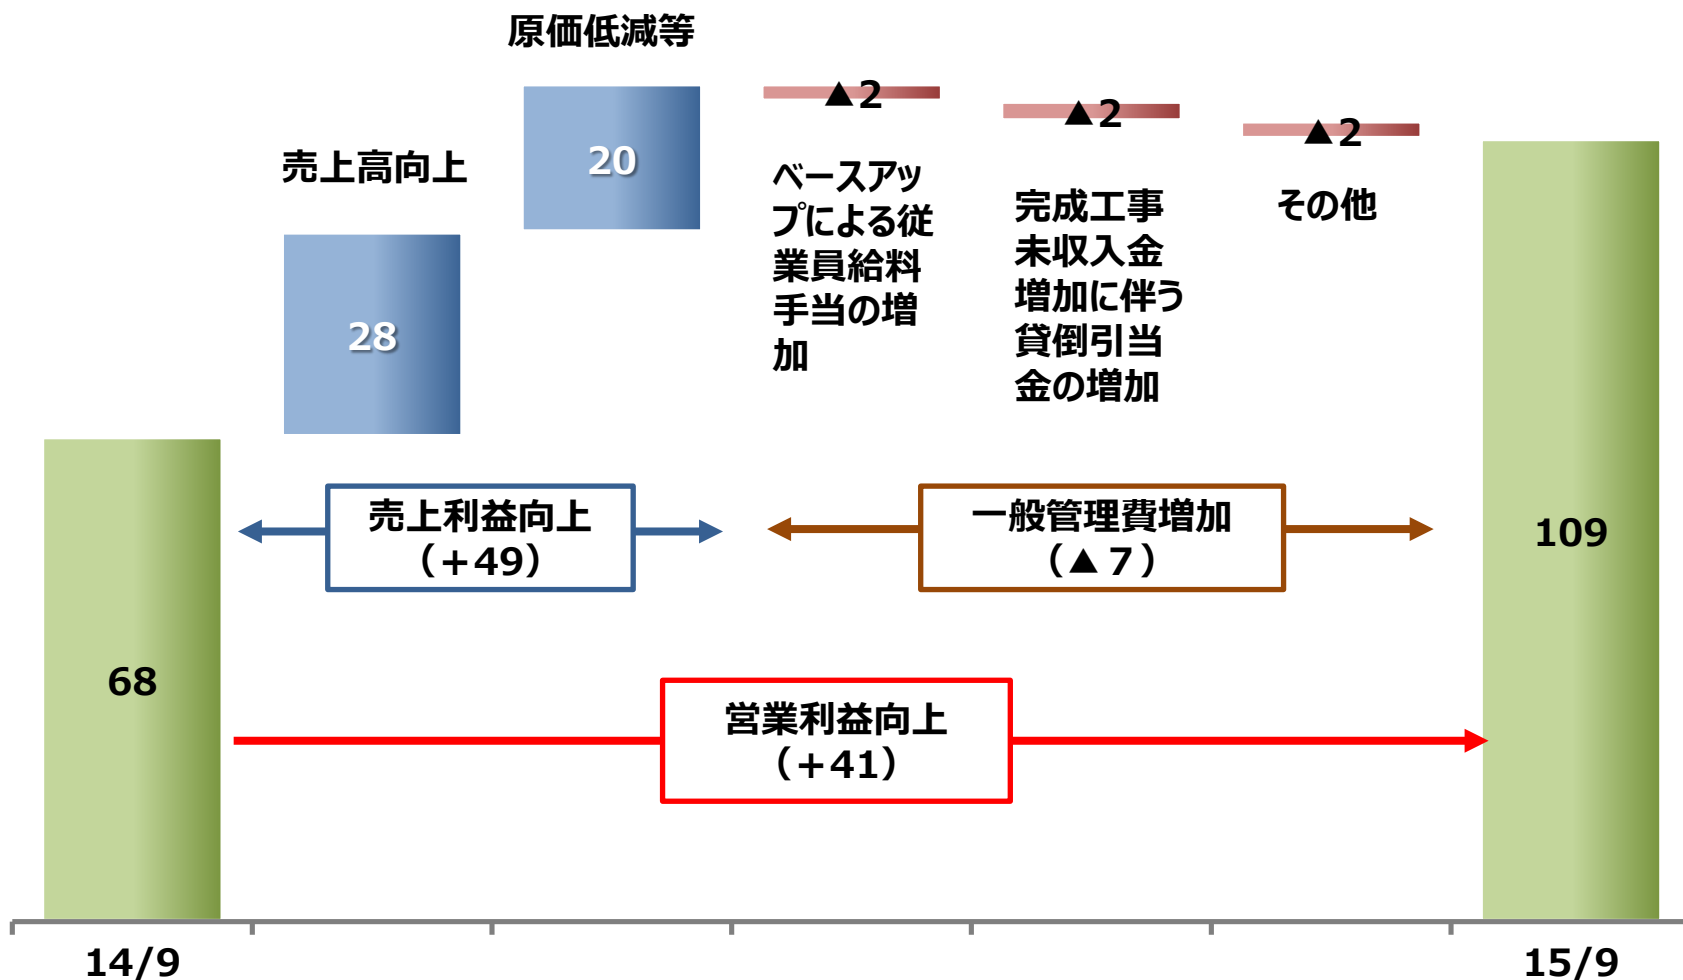 原価低減等
20
売上高向上
28
▲2
ベースアッ
プによる従
業員給料
手当の増
加
▲2
完成工事
未収入金
増加に伴う
貸倒引当
金の増加
▲2
その他
売上利益向上
（+49）
一般管理費増加
（▲７）
営業利益向上
（+41）
68
109
14/9
15/9